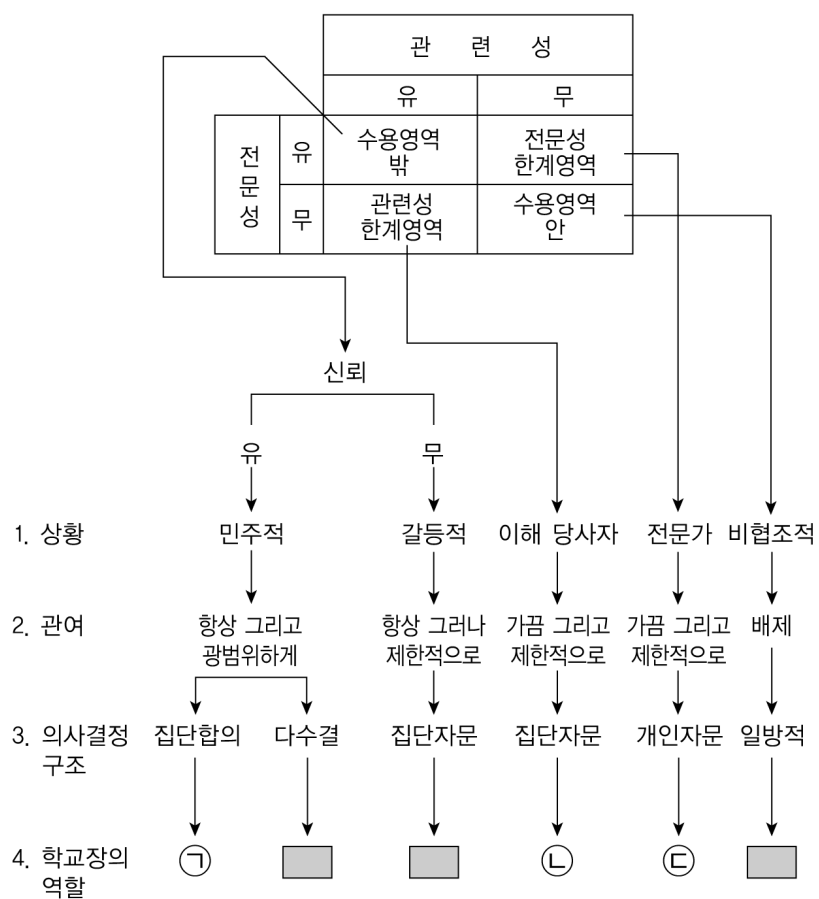 관 련 성
유 무
전문성 유 수용영역 밖 전문성 한계영역
무 관련성 한계영역 수용영역 안
신뢰
유 무
1. 상황 민주적 갈등적 이해 당사자 전문가 비협조적
2. 관여 항상 그리고 광범위하게 항상 그러나 제한적으로 가끔 그리고 제한적으로 가끔 그리고 제한적으로 배제
3. 의사결정 구조 집단합의 다수결 집단자문 집단자문 개인자문 일방적
4. 학교장의 역할 ㉠ ㉡ ㉢